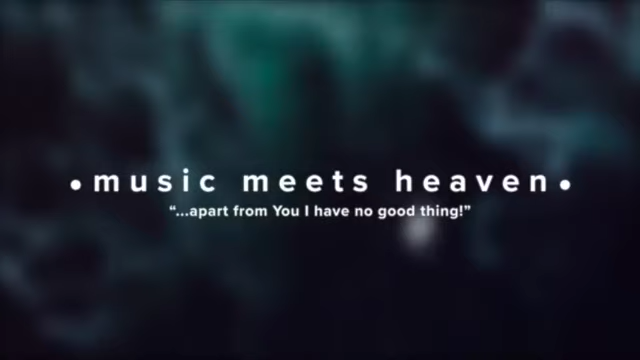 • music meets heaven •
“...apart from You I have no good thing!”